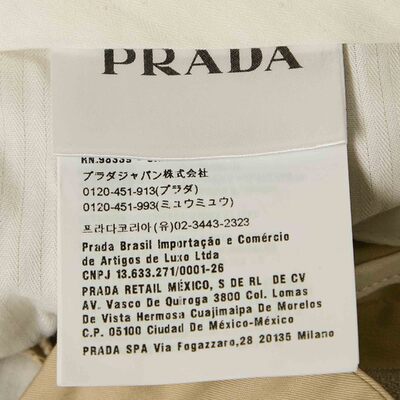 PRADA
RN.98339
プラダジャパン株式会社
0120-451-913(プラダ)
0120-451-993(ミュウミュウ)
프라다코리아 (유)02-3443-2323
Prada Brasil Importação e Comércio
de Artigos de Luxo Ltda
CNPJ 13.633.271/0001-26
PRADA RETAIL MÉXICO, S DE RL DE CV
AV. Vasco De Quiroga 3800 Col. Lomas
De Vista Hermosa Cuajimalpa De Morelos
C.P. 05100 Ciudad De México-México
PRADA SPA Via Fogazzaro,28 20135 Milano